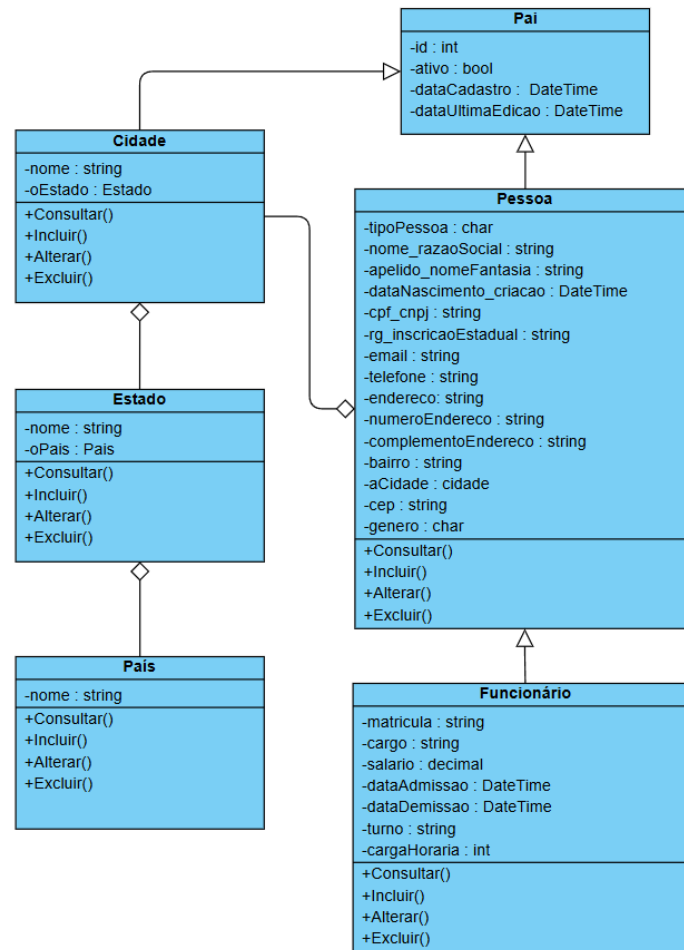 Pai
-id : int
-ativo : bool
-dataCadastro : DateTime
-dataUltimaEdicao : DateTime
Cidade
-nome : string
-oEstado : Estado
+Consultar()
+Incluir()
+Alterar()
+Excluir()
Pessoa
-tipoPessoa : char
-nome_razaoSocial : string
-apelido_nomeFantasia : string
-dataNascimento_criacao : DateTime
-cpf_cnpj : string
-rg_inscricaoEstadual : string
-email : string
-telefone : string
-endereco: string
-numeroEndereco : string
-complementoEndereco : string
-bairro : string
-aCidade : cidade
-cep : string
-genero : char
+Consultar()
+Incluir()
+Alterar()
+Excluir()
Estado
-nome : string
-oPais : Pais
+Consultar()
+Incluir()
+Alterar()
+Excluir()
País
-nome : string
+Consultar()
+Incluir()
+Alterar()
+Excluir()
Funcionário
-matricula : string
-cargo : string
-salario : decimal
-dataAdmissao : DateTime
-dataDemissao : DateTime
-turno : string
-cargaHoraria : int
+Consultar()
+Incluir()
+Alterar()
+Excluir()